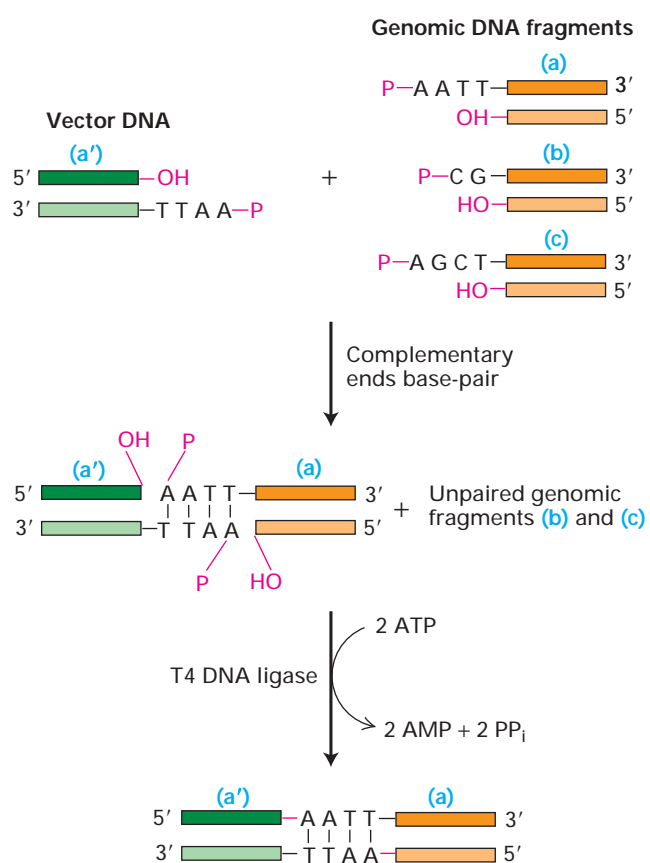 Genomic DNA fragments
(a)
P–A A T T– 3′
OH– 5′
Vector DNA
(a′)
5′ –OH
3′ –T T A A–P
+
(b)
P–C G– 3′
HO– 5′
(c)
P–A G C T– 3′
HO– 5′
Complementary
ends base-pair
OH P
(a′) (a)
5′ A A T T– 3′
3′ –T T A A 5′
P HO
+ Unpaired genomic
fragments (b) and (c)
2 ATP
T4 DNA ligase
2 AMP + 2 PPi
(a′) (a)
5′ –A A T T– 3′
3′ –T T A A– 5′